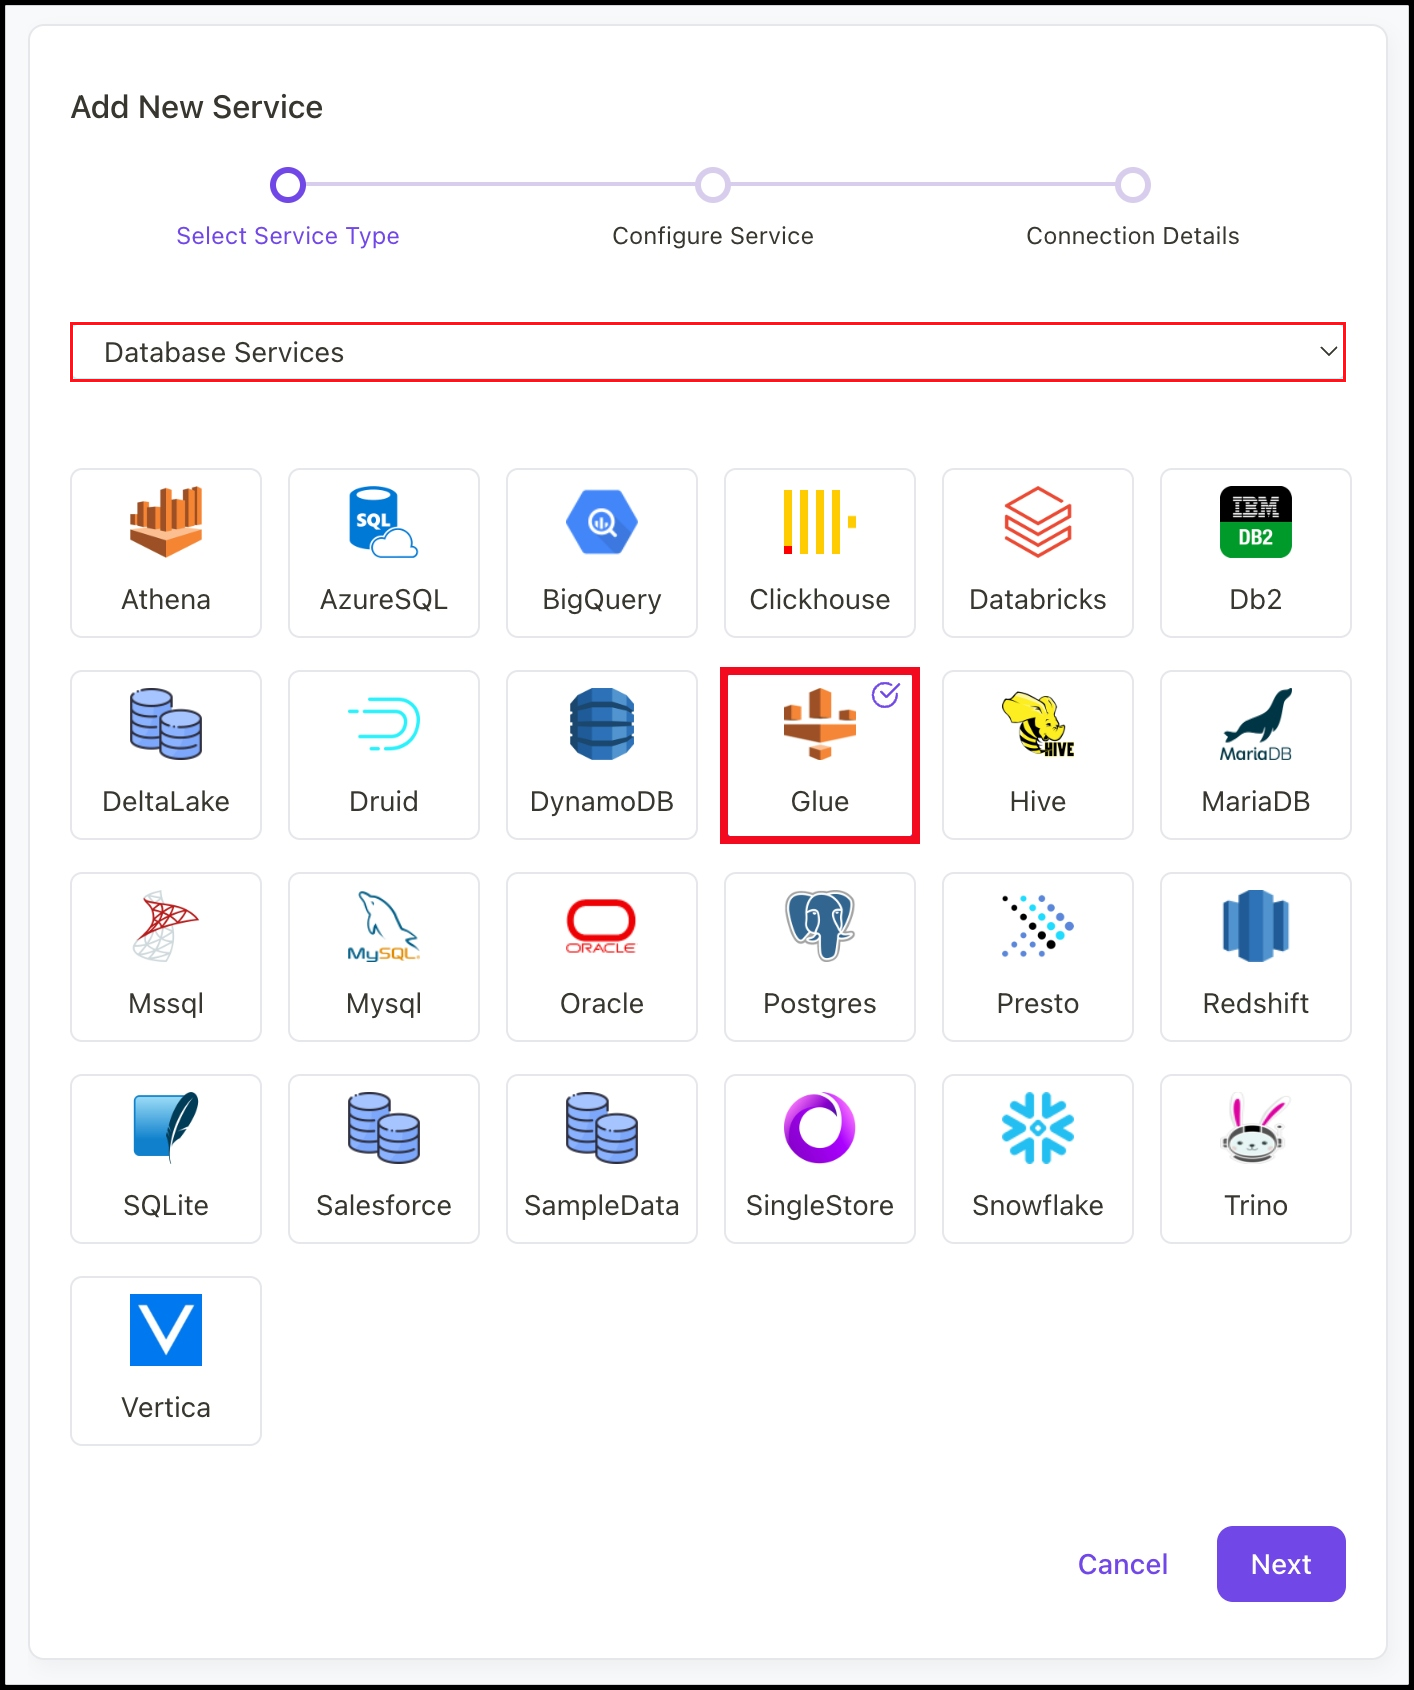 Add New Service
Select Service Type
Configure Service
Connection Details
Database Services
SQL
IBM
DB2
Athena
AzureSQL
BigQuery
Clickhouse
Databricks
Db2
HIVE
MariaDB
DeltaLake
Druid
DynamoDB
Glue
Hive
MariaDB
MySQL
ORACLE
Mssql
Mysql
Oracle
Postgres
Presto
Redshift
SQLite
Salesforce
SampleData
SingleStore
Snowflake
Trino
V
Vertica
Cancel
Next